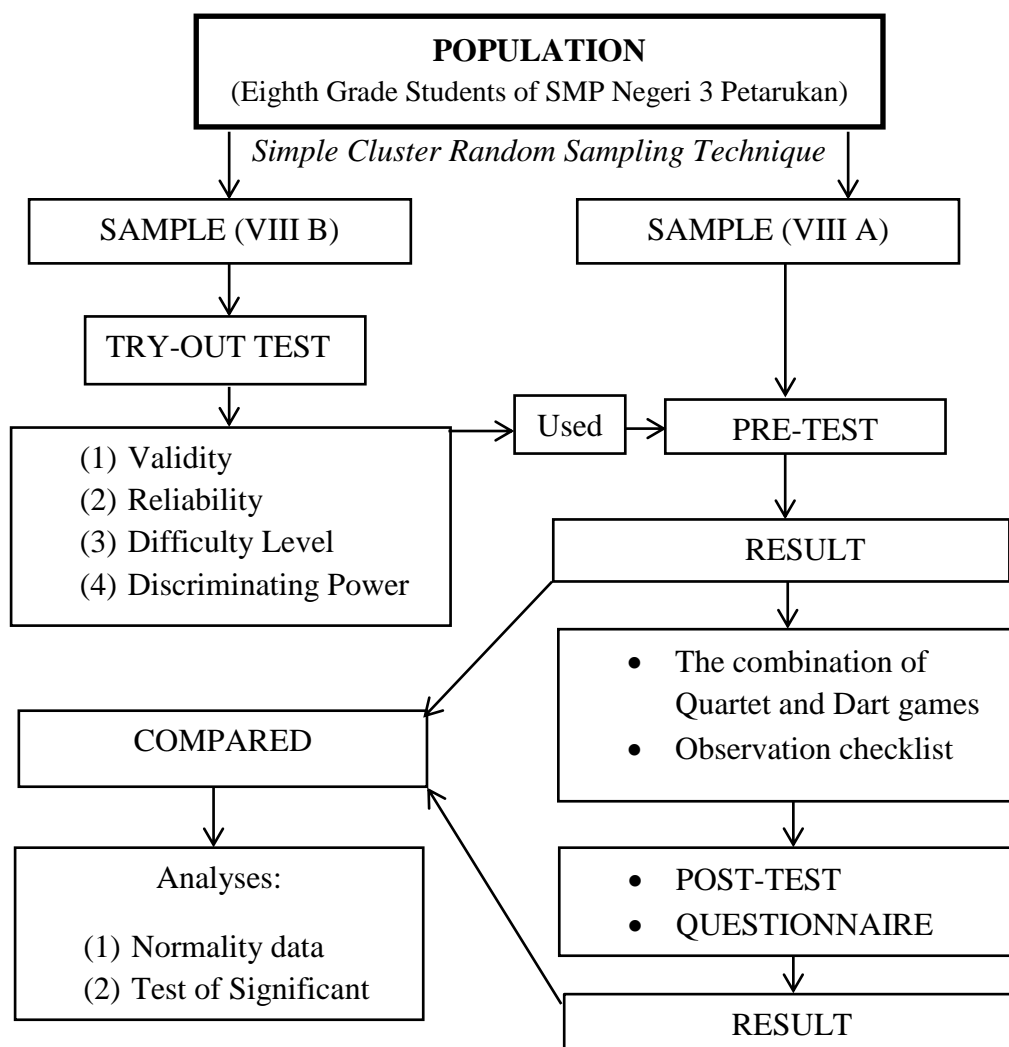 POPULATION
(Eighth Grade Students of SMP Negeri 3 Petarukan)
Simple Cluster Random Sampling Technique
SAMPLE (VIII B)
SAMPLE (VIII A)
TRY-OUT TEST
(1) Validity
(2) Reliability
(3) Difficulty Level
(4) Discriminating Power
Used
PRE-TEST
RESULT
• The combination of
Quartet and Dart games
• Observation checklist
COMPARED
Analyses:
(1) Normality data
(2) Test of Significant
• POST-TEST
• QUESTIONNAIRE
RESULT